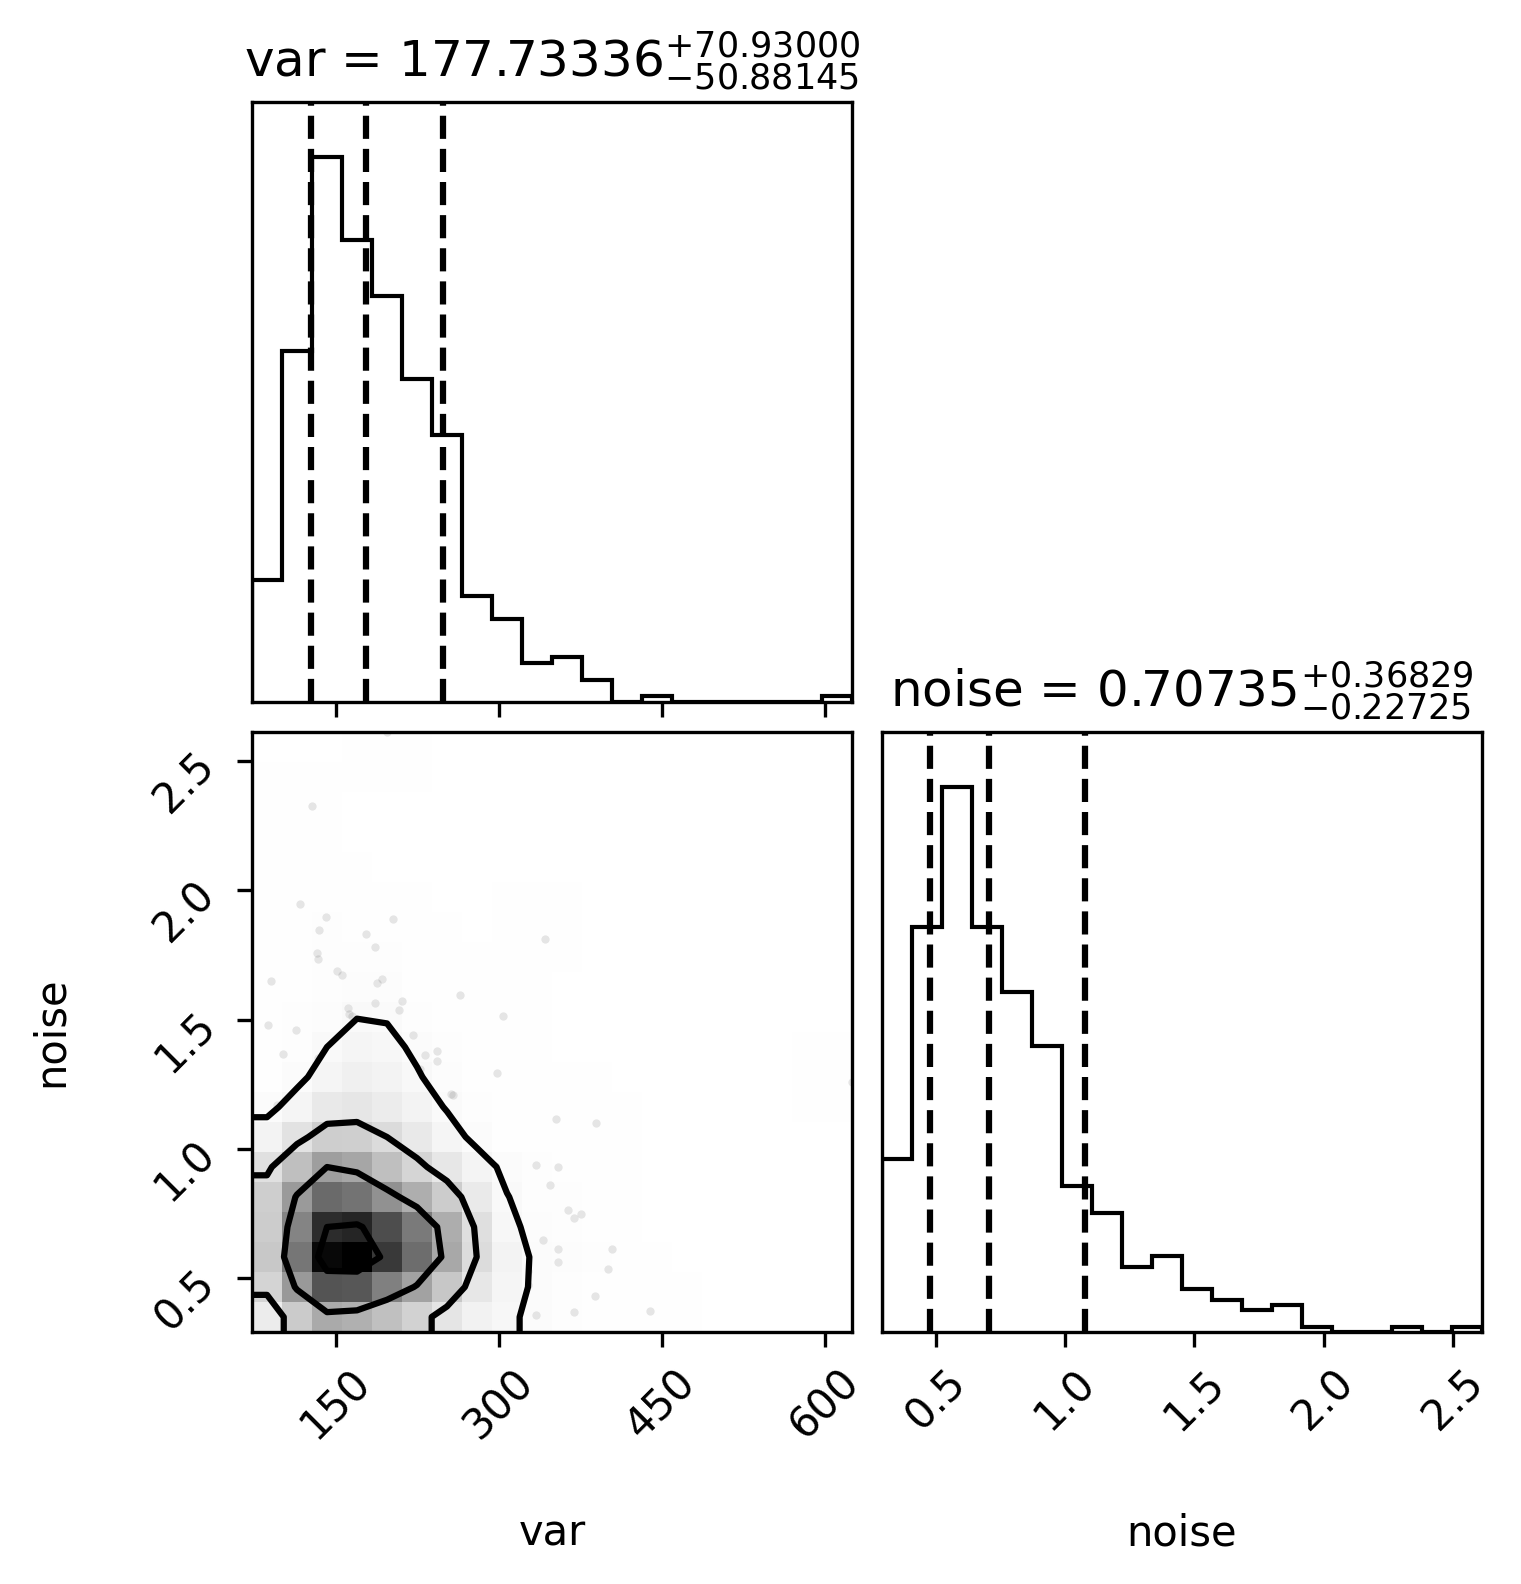 var = 177.73336+70.93000−50.88145
noise = 0.70735+0.36829−0.22725
2.5
2.0
1.5
1.0
0.5
noise
150 300 450 600
var
0.5 1.0 1.5 2.0 2.5
noise